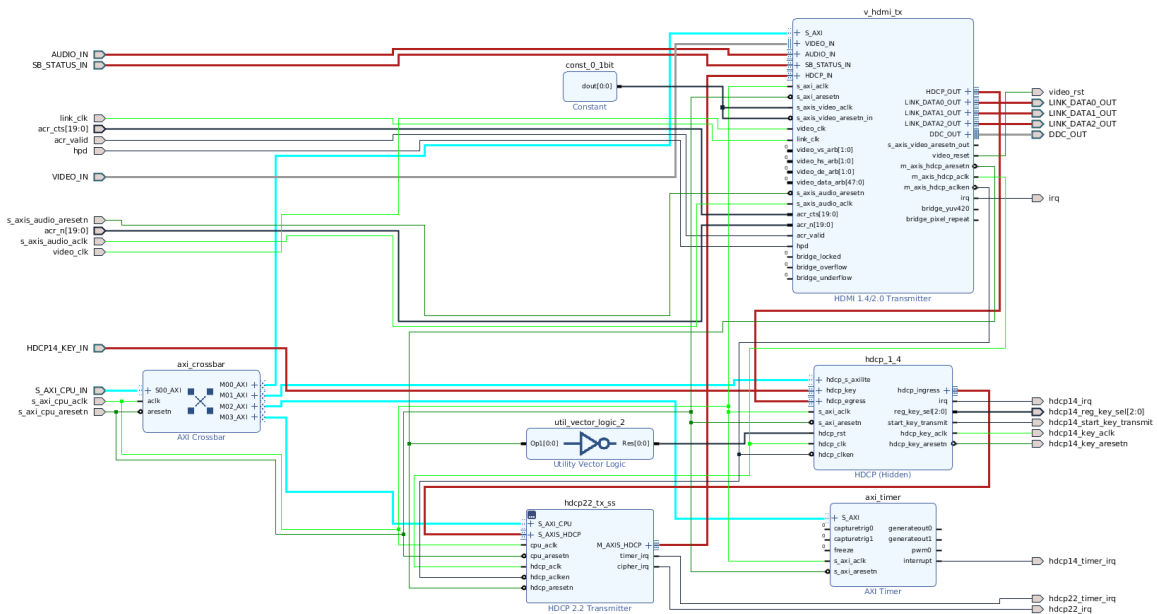 v_hdmi_tx
S_AXI
VIDEO_IN
AUDIO_IN
SB_STATUS_IN
HDCP_IN
s_axi_aclk
s_axi_aresetn
s_axis_video_aclk
s_axis_video_aresetn_in
video_clk
link_clk
video_vs_arb[1:0]
video_hs_arb[1:0]
video_de_arb[1:0]
video_data_arb[47:0]
s_axis_audio_aresetn
s_axis_audio_aclk
acr_cts[19:0]
acr_n[19:0]
acr_valid
hpd
bridge_locked
bridge_overflow
bridge_underflow
HDCP_OUT
LINK_DATA0_OUT
LINK_DATA1_OUT
LINK_DATA2_OUT
DDC_OUT
s_axis_video_aresetn_out
video_reset
m_axis_hdcp_aresetn
m_axis_hdcp_aclk
m_axis_hdcp_aclken
irq
bridge_yuv420
bridge_pixel_repeat
HDMI 1.4/2.0 Transmitter
AUDIO_IN
SB_STATUS_IN
const_0_1bit
dout[0:0]
Constant
link_clk
acr_cts[19:0]
acr_valid
hpd
VIDEO_IN
s_axis_audio_aresetn
acr_n[19:0]
s_axis_audio_aclk
video_clk
video_rst
LINK_DATA0_OUT
LINK_DATA1_OUT
LINK_DATA2_OUT
DDC_OUT
irq
HDCP14_KEY_IN
S_AXI_CPU_IN
s_axi_cpu_aclk
s_axi_cpu_aresetn
axi_crossbar
S00_AXI
aclk
aresetn
M00_AXI
M01_AXI
M02_AXI
M03_AXI
AXI Crossbar
util_vector_logic_2
Op1[0:0]
Res[0:0]
Utility Vector Logic
hdcp_1_4
hdcp_s_axilite
hdcp_key
hdcp_egress
s_axi_aclk
s_axi_aresetn
hdcp_rst
hdcp_clk
hdcp_clken
hdcp_ingress
irq
reg_key_sel[2:0]
start_key_transmit
hdcp_key_aclk
hdcp_key_aresetn
HDCP (Hidden)
hdcp14_irq
hdcp14_reg_key_sel[2:0]
hdcp14_start_key_transmit
hdcp14_key_aclk
hdcp14_key_aresetn
hdcp22_tx_ss
S_AXI_CPU
S_AXIS_HDCP
cpu_aclk
cpu_aresetn
hdcp_aclk
hdcp_aclken
hdcp_aresetn
M_AXIS_HDCP
timer_irq
cipher_irq
HDCP 2.2 Transmitter
axi_timer
S_AXI
capturetrig0
capturetrig1
freeze
s_axi_aclk
s_axi_aresetn
generateout0
generateout1
pwm0
interrupt
AXI Timer
hdcp14_timer_irq
hdcp22_timer_irq
hdcp22_irq